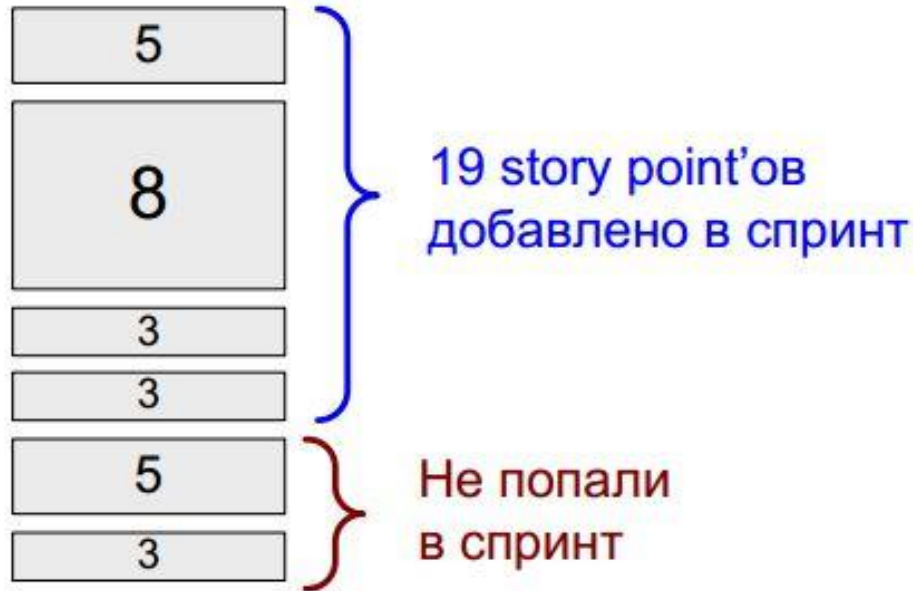 5
8
3
3
5
3
19 story point’ов
добавлено в спринт
Не попали
в спринт